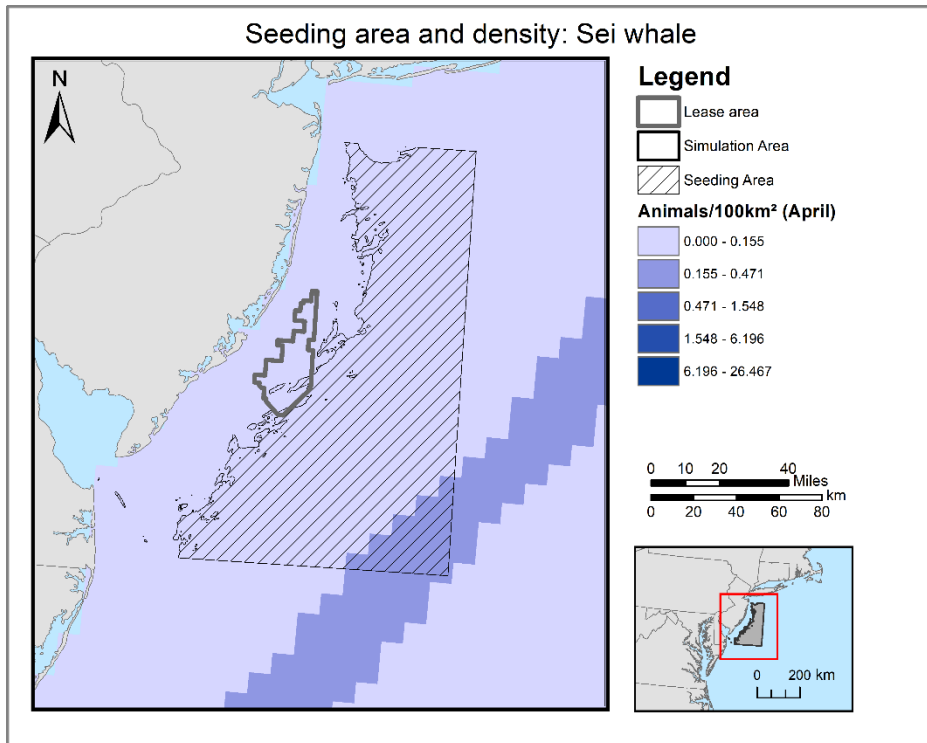 Seeding area and density: Sei whale
N
Legend
Lease area
Simulation Area
Seeding Area
Animals/100km² (April)
0.000 - 0.155
0.155 - 0.471
0.471 - 1.548
1.548 - 6.196
6.196 - 26.467
0 10 20 40
Miles
km
0 20 40 60 80
0 200 km